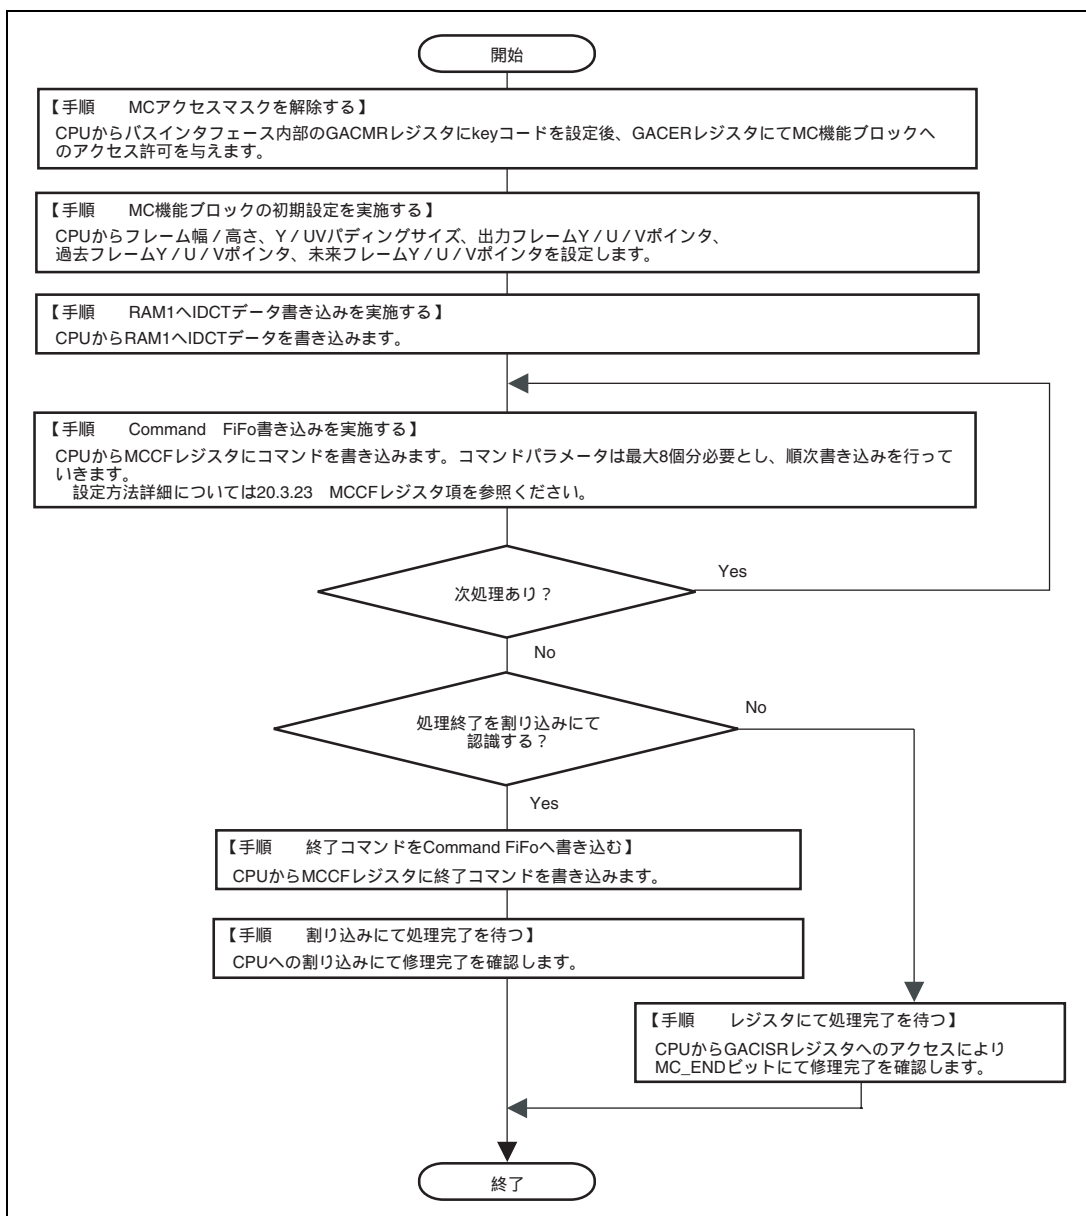 開始
【手順　　MCアクセスマスクを解除する】
CPUからバスインタフェース内部のGACMRレジスタにkeyコードを設定後、GACERレジスタにてMC機能ブロックへ
のアクセス許可を与えます。
【手順　　MC機能ブロックの初期設定を実施する】
CPUからフレーム幅 / 高さ、Y / UVパディングサイズ、出力フレームY / U / Vポインタ、
過去フレームY / U / Vポインタ、未来フレームY / U / Vポインタを設定します。
【手順　　RAM1へIDCTデータ書き込みを実施する】
CPUからRAM1へIDCTデータを書き込みます。
【手順　　Command　FiFo書き込みを実施する】
CPUからMCCFレジスタにコマンドを書き込みます。コマンドパラメータは最大8個分必要とし、順次書き込みを行って
いきます。
設定方法詳細については20.3.23　MCCFレジスタ項を参照ください。
次処理あり？
Yes
No
処理終了を割り込みにて
認識する？
No
Yes
【手順　　終了コマンドをCommand FiFoへ書き込む】
CPUからMCCFレジスタに終了コマンドを書き込みます。
【手順　　割り込みにて処理完了を待つ】
CPUへの割り込みにて修理完了を確認します。
【手順　　レジスタにて処理完了を待つ】
CPUからGACISRレジスタへのアクセスにより
MC_ENDビットにて修理完了を確認します。
終了